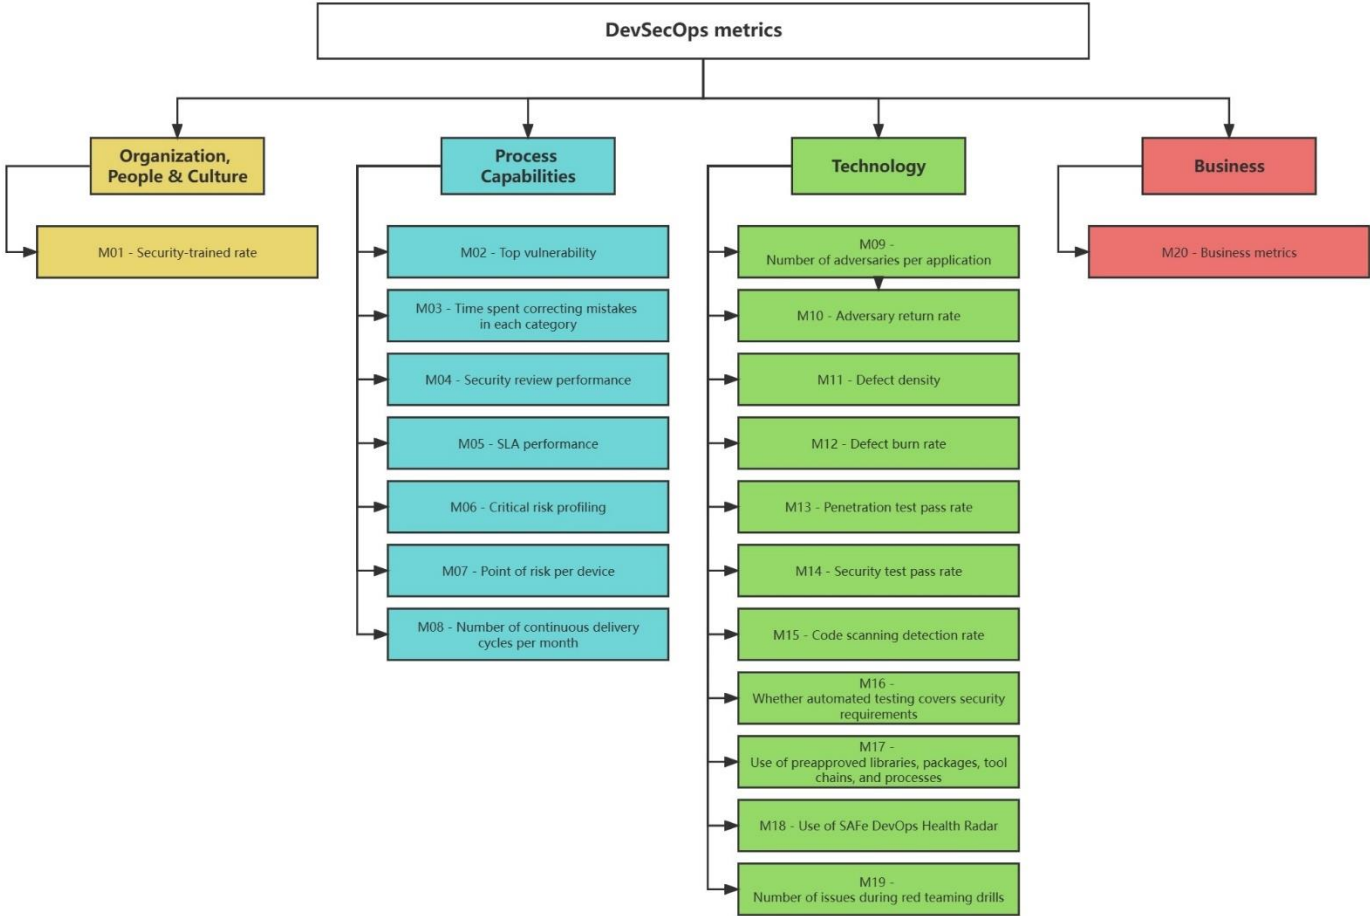 DevSecOps metrics
Organization,
People & Culture
Process
Capabilities
Technology
Business
M01 - Security-trained rate
M02 - Top vulnerability
M03 - Time spent correcting mistakes
in each category
M04 - Security review performance
M05 - SLA performance
M06 - Critical risk profiling
M07 - Point of risk per device
M08 - Number of continuous delivery
cycles per month
M09 -
Number of adversaries per application
M10 - Adversary return rate
M11 - Defect density
M12 - Defect burn rate
M13 - Penetration test pass rate
M14 - Security test pass rate
M15 - Code scanning detection rate
M16 -
Whether automated testing covers security
requirements
M17 -
Use of preapproved libraries, packages, tool
chains, and processes
M18 - Use of SAFe DevOps Health Radar
M19 -
Number of issues during red teaming drills
M20 - Business metrics